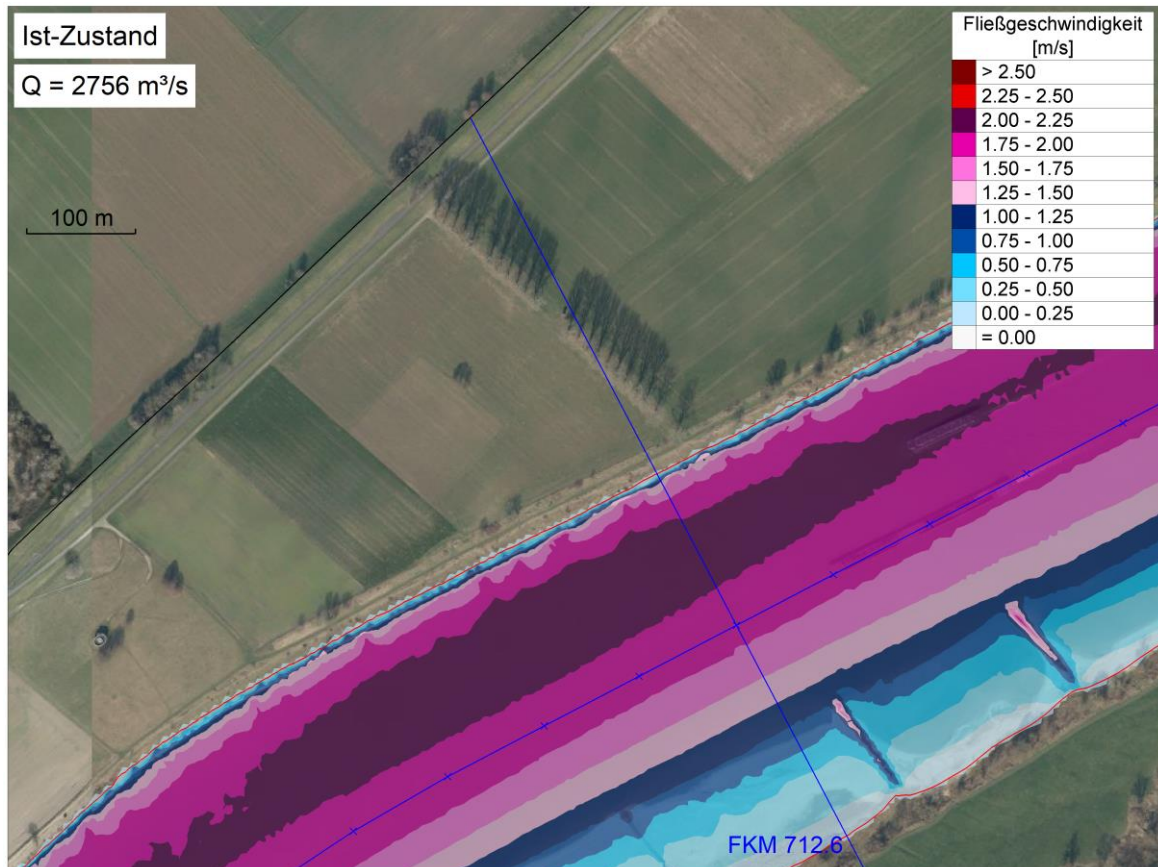 Ist-Zustand
Q = 2756 m³/s
100 m
Fließgeschwindigkeit
[m/s]
> 2.50
2.25 - 2.50
2.00 - 2.25
1.75 - 2.00
1.50 - 1.75
1.25 - 1.50
1.00 - 1.25
0.75 - 1.00
0.50 - 0.75
0.25 - 0.50
0.00 - 0.25
= 0.00
FKM 712.6